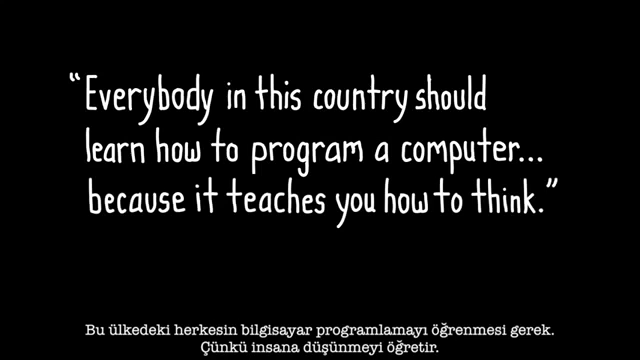 “Everybody in this country should
learn how to program a computer...
because it teaches you how to think.”
Bu ülkedeki herkesin bilgisayar programlamayı öğrenmesi gerek.
Çünkü insana düşünmeyi öğretir.